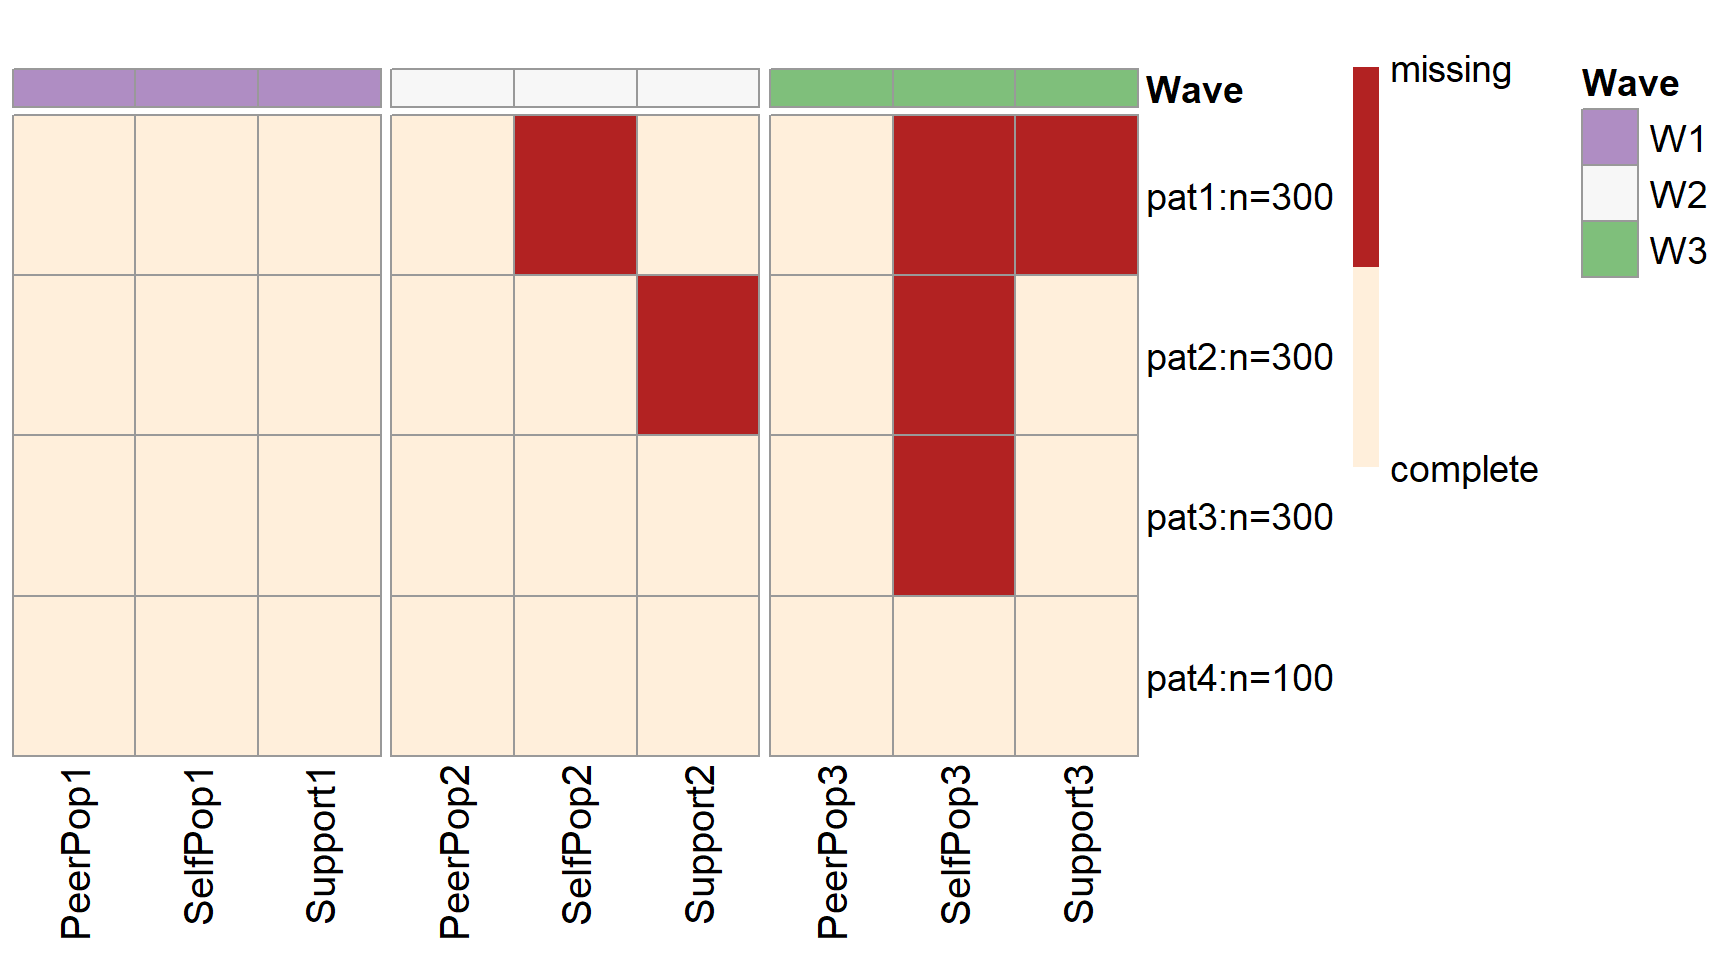 Wave
pat1:n=300
pat2:n=300
pat3:n=300
pat4:n=100
PeerPop1
SelfPop1
Support1
PeerPop2
SelfPop2
Support2
PeerPop3
SelfPop3
Support3
missing
complete
Wave
W1
W2
W3